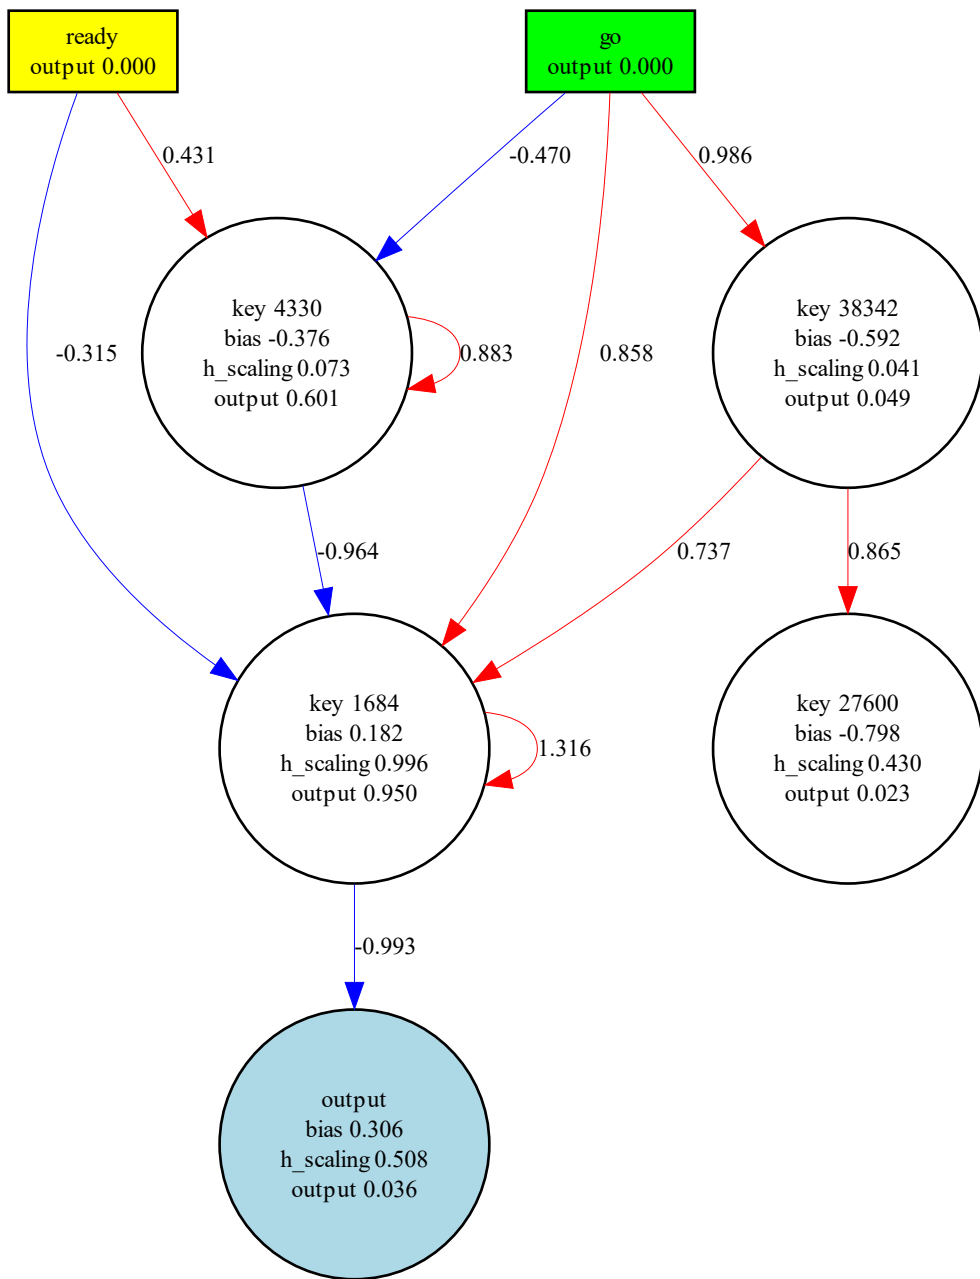 ready
output 0.000
go
output 0.000
0.431
-0.470
0.986
key 4330
bias -0.376
h_scaling 0.073
output 0.601
key 38342
bias -0.592
h_scaling 0.041
output 0.049
-0.315
0.883
0.858
-0.964
0.737
0.865
key 1684
bias 0.182
h_scaling 0.996
output 0.950
key 27600
bias -0.798
h_scaling 0.430
output 0.023
1.316
-0.993
output
bias 0.306
h_scaling 0.508
output 0.036